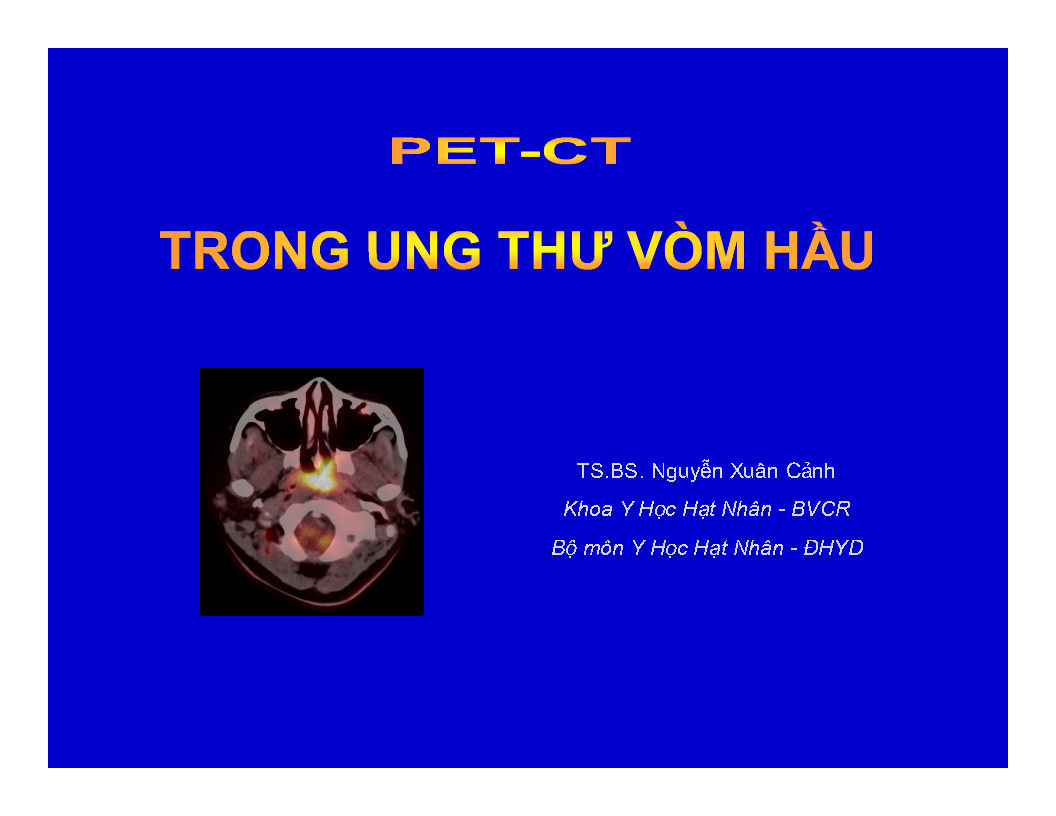 PET-CT
TRONG UNG THƯ VÒM HẦU
TS.BS. Nguyễn Xuân Cảnh
Khoa Y Học Hạt Nhân - BVCR
Bộ môn Y Học Hạt Nhân - ĐHYD